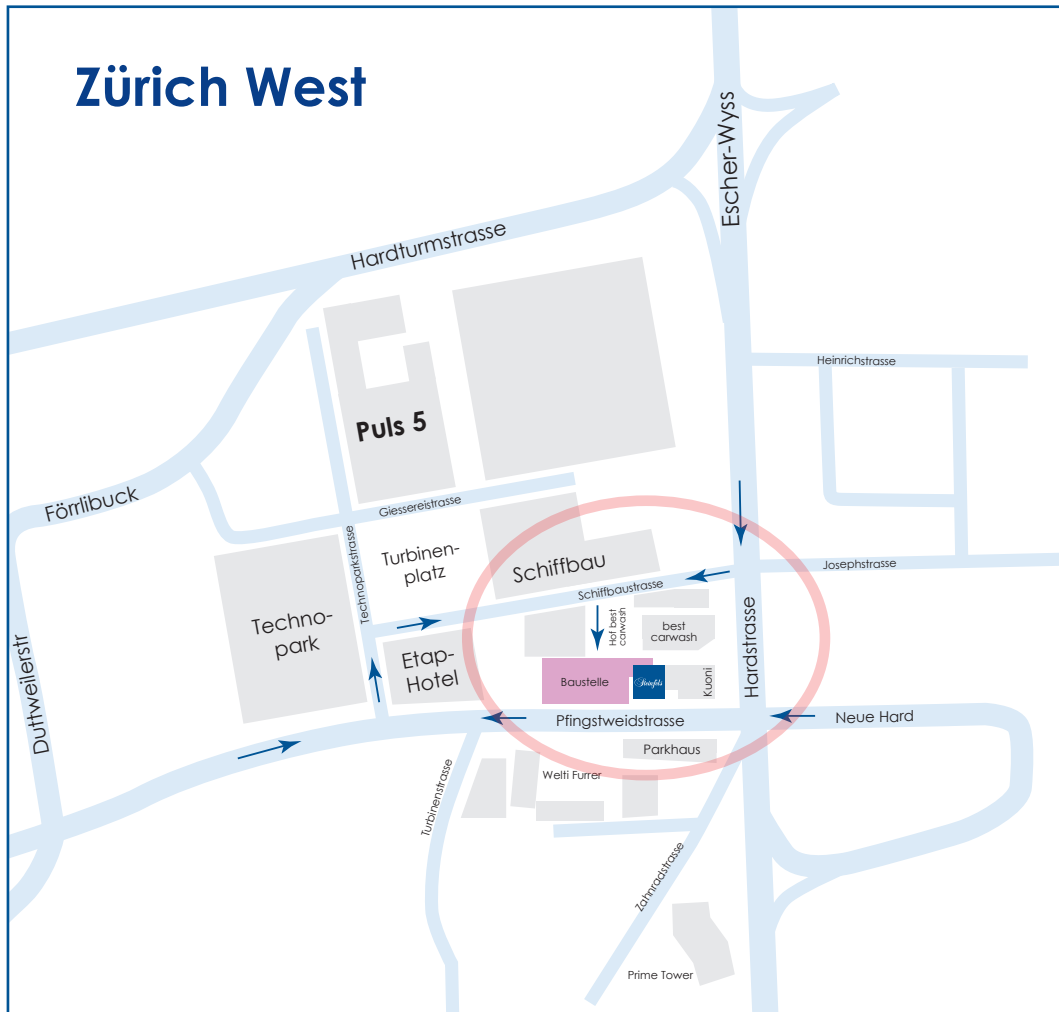 Zürich West
Escher-Wyss
Hardturmstrasse
Heinrichstrasse
Puls 5
Förrlibuck
Giessereistrasse
Technoparkstrasse
Turbinen-
platz
Schiffbau
Josephstrasse
Schiffbaustrasse
Techno-
park
Hof best
carwash
best
carwash
Etap-
Hotel
Hardstrasse
Duttweilerstr
Baustelle
Steinfels
Kuoni
Pfingstweidstrasse
Neue Hard
Parkhaus
Welti Furrer
Turbinenstrasse
Zahnradstrasse
Prime Tower